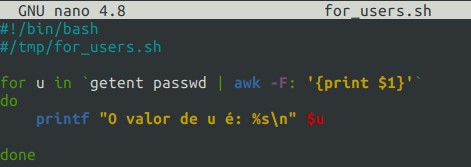 GNU nano 4.8 for_users.sh
#!/bin/bash
#/tmp/for_users.sh
for u in `getent passwd | awk -F: '{print $1}'`
do
printf "O valor de u é: %s\n" $u
done